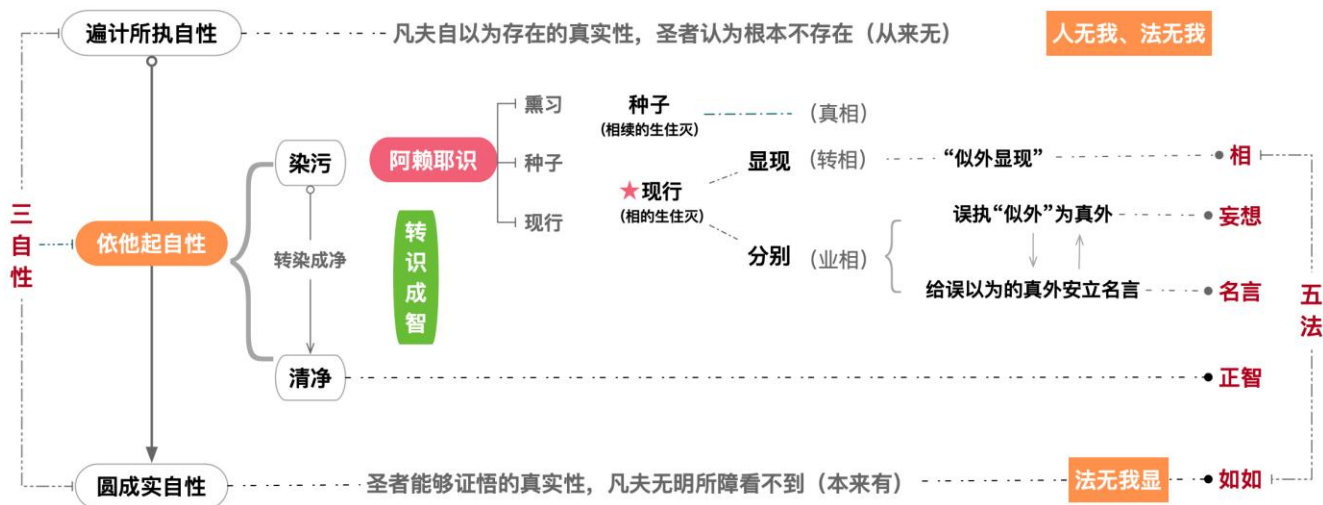 遍计所执自性
凡夫自以为存在的真实性，圣者认为根本不存在（从来无）
人无我、法无我
熏习
种子
（真相）
(相续的生住灭)
染污
阿赖耶识
种子
显现
（转相）
“似外显现”
相
★现行
(相的生住灭)
现行
三自性
依他起自性
转染成净
转识成智
分别
（业相）
误执“似外”为真外
妄想
给误以为的真外安立名言
名言
五法
清净
正智
圆成实自性
圣者能够证悟的真实性，凡夫无明所障看不到（本来有）
法无我显
如如